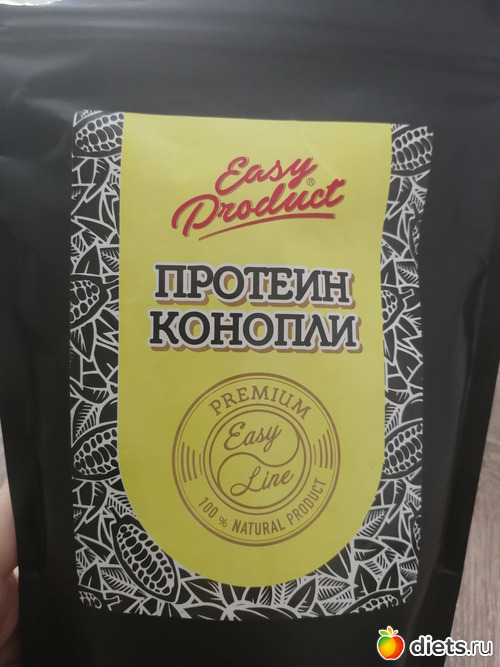 Easy
Product®
ПРОТЕИН
КОНОПЛИ
PREMIUM
Easy
Line
100% NATURAL PRODUCT
diets.ru